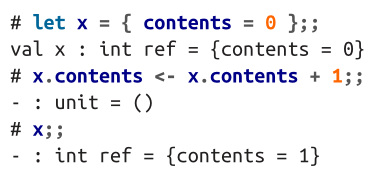 # let x = { contents = 0 };;
val x : int ref = {contents = 0}
# x.contents <- x.contents + 1;;
- : unit = ()
# x;;
- : int ref = {contents = 1}